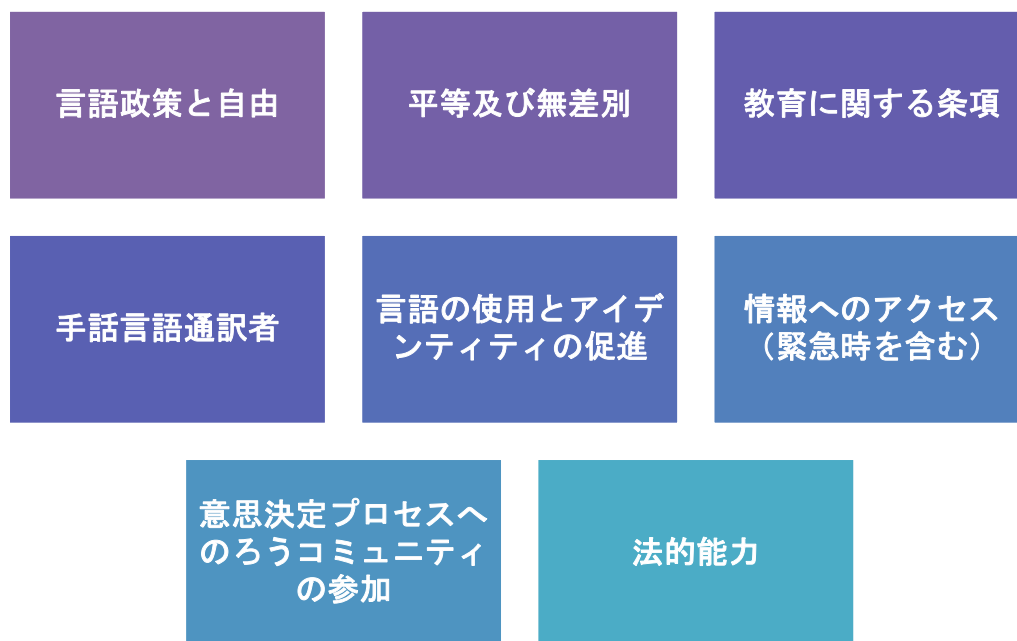 言語政策と自由
平等及び無差別
教育に関する条項
手話言語通訳者
言語の使用とアイデ
ンティティの促進
情報へのアクセス
（緊急時を含む）
意思決定プロセスへ
のろうコミュニティ
の参加
法的能力